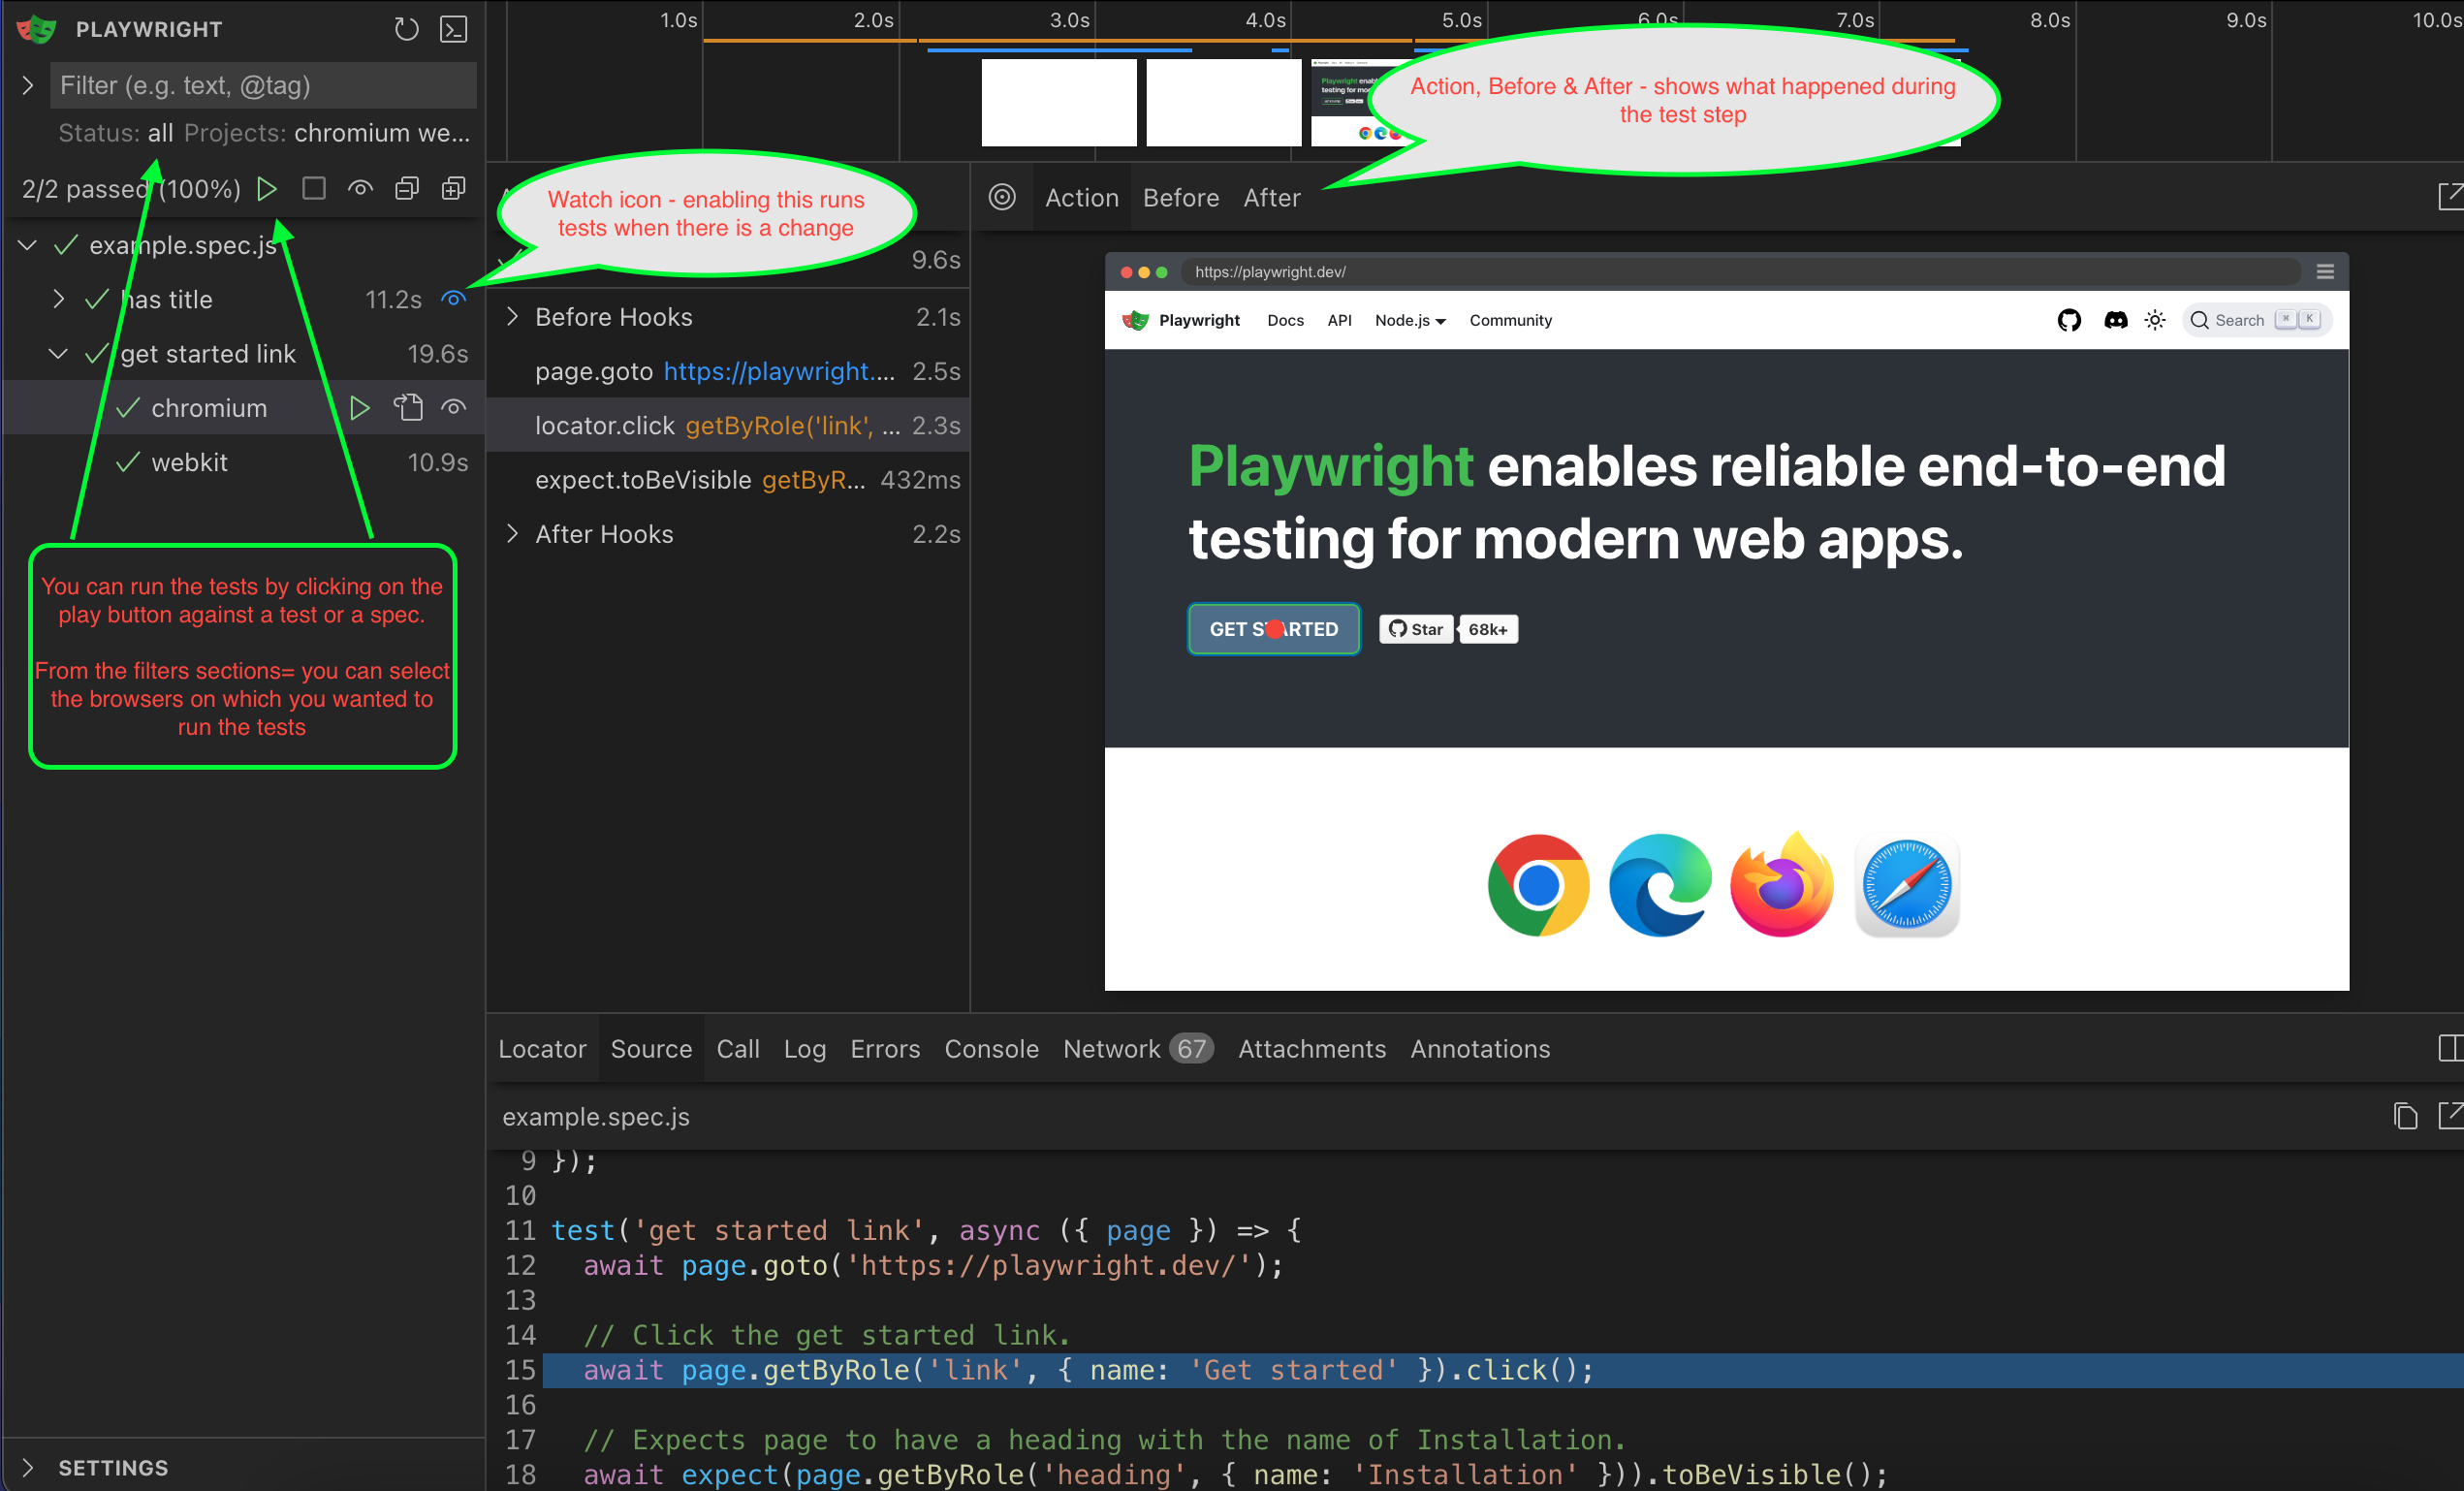 PLAYWRIGHT
Filter (e.g. text, @tag)
Status: all Projects: chromium we...
2/2 passed (100%)
example.spec.js
has title 11.2s
get started link 19.6s
chromium
webkit 10.9s
You can run the tests by clicking on the
play button against a test or a spec.
From the filters sections= you can select
the browsers on which you wanted to
run the tests
SETTINGS
1.0s 2.0s 3.0s 4.0s 5.0s 6.0s 7.0s 8.0s 9.0s 10.0s
Action, Before & After - shows what happened during
the test step
Watch icon - enabling this runs
tests when there is a change
9.6s
Before Hooks 2.1s
page.goto https://playwright.... 2.5s
locator.click getByRole('link', ... 2.3s
expect.toBeVisible getByR... 432ms
After Hooks 2.2s
Action Before After
https://playwright.dev/
Playwright Docs API Node.js Community Search ⌘ K
Playwright enables reliable end-to-end
testing for modern web apps.
GET STARTED Star 68k+
Locator Source Call Log Errors Console Network 67 Attachments Annotations
example.spec.js
9 });
10
11 test('get started link', async ({ page }) => {
12 await page.goto('https://playwright.dev/');
13
14 // Click the get started link.
15 await page.getByRole('link', { name: 'Get started' }).click();
16
17 // Expects page to have a heading with the name of Installation.
18 await expect(page.getByRole('heading', { name: 'Installation' })).toBeVisible();